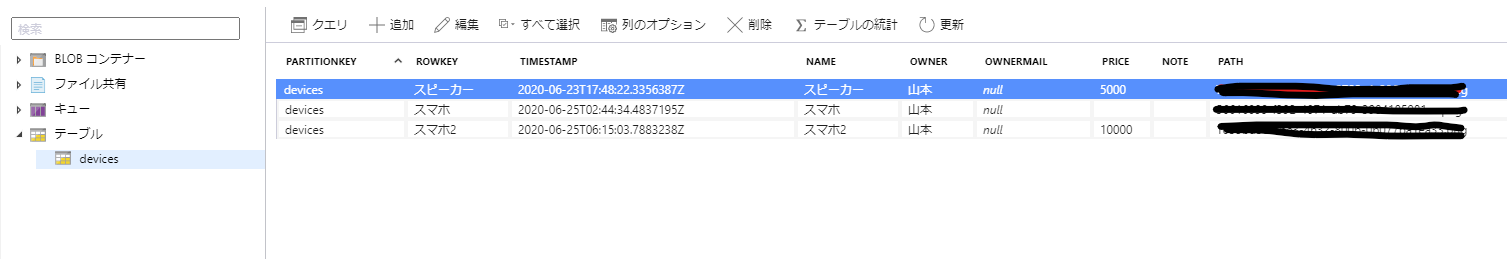 検索
BLOB コンテナー
ファイル共有
キュー
テーブル
devices
クエリ 追加 編集 すべて選択 列のオプション 削除 テーブルの統計 更新
PARTITIONKEY ROWKEY TIMESTAMP NAME OWNER OWNERMAIL PRICE NOTE PATH
devices スピーカー 2020-06-23T17:48:22.3356387Z スピーカー 山本 null 5000
devices スマホ 2020-06-25T02:44:34.4837195Z スマホ 山本 null
devices スマホ2 2020-06-25T06:15:03.7883238Z スマホ2 山本 null 10000